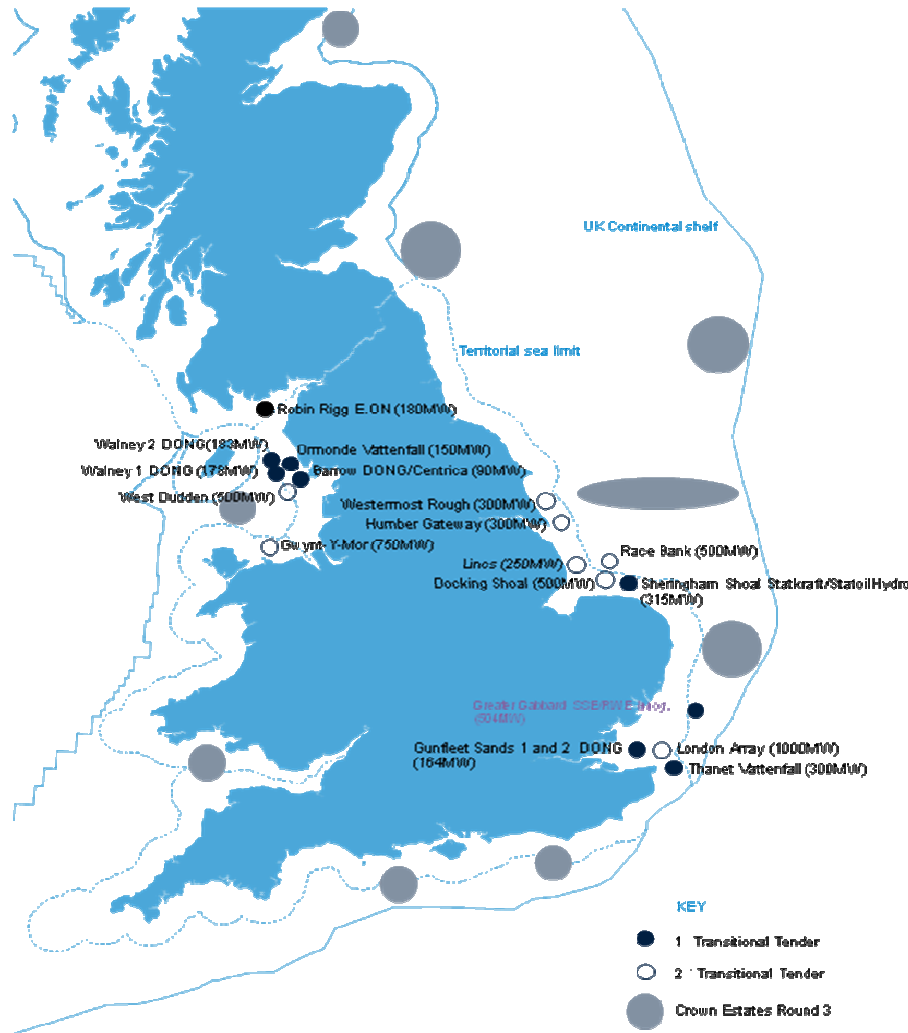 UK Continental shelf
Territorial sea limit
Robin Rigg E.ON (180MW)
Walney 2 DONG(183MW)
Ormonde Vattenfall (150MW)
Walney 1 DONG (178MW)
Barrow DONG/Centrica (90MW)
West Dudden (500MW)
Westermost Rough (300MW)
Humber Gateway (300MW)
Gwynt-Y-Mor (750MW)
Race Bank (500MW)
Lincs (250MW)
Docking Shoal (500MW)
Sheringham Shoal Statkraft/StatoilHydro
(315MW)
Greater Gabbard SSE/RWE
(504MW)
Gunfleet Sands 1 and 2 DONG
(164MW)
London Array (1000MW)
Thanet Vattenfall (300MW)
KEY
1 Transitional Tender
2 Transitional Tender
Crown Estates Round 3